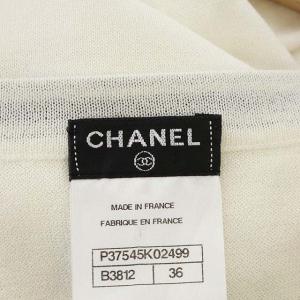 CHANEL
MADE IN FRANCE
FABRIQUE EN FRANCE
P37545K02499
B3812 36